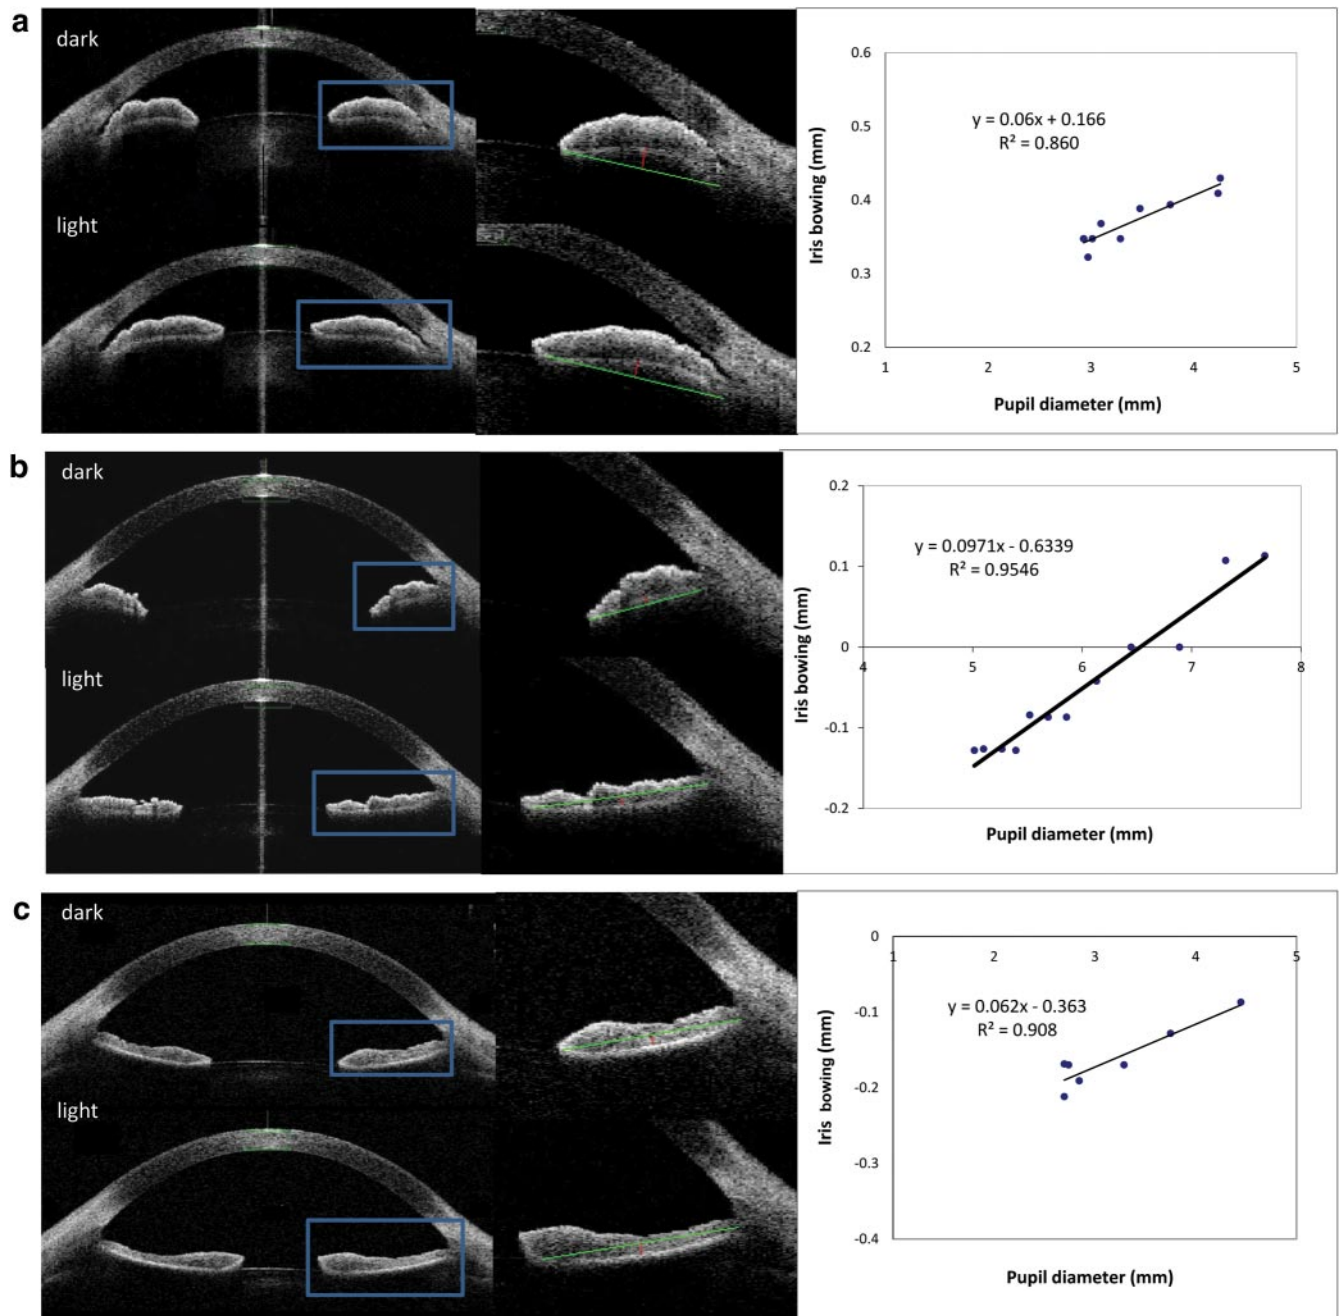 a
dark
light
0.6
0.5
0.4
0.3
0.2
1 2 3 4 5
y = 0.06x + 0.166
R² = 0.860
Iris bowing (mm)
Pupil diameter (mm)
b
dark
light
0.2
0.1
0
-0.1
-0.2
4 5 6 7 8
y = 0.0971x - 0.6339
R² = 0.9546
Iris bowing (mm)
Pupil diameter (mm)
c
dark
light
0
-0.1
-0.2
-0.3
-0.4
1 2 3 4 5
y = 0.062x - 0.363
R² = 0.908
Iris bowing (mm)
Pupil diameter (mm)